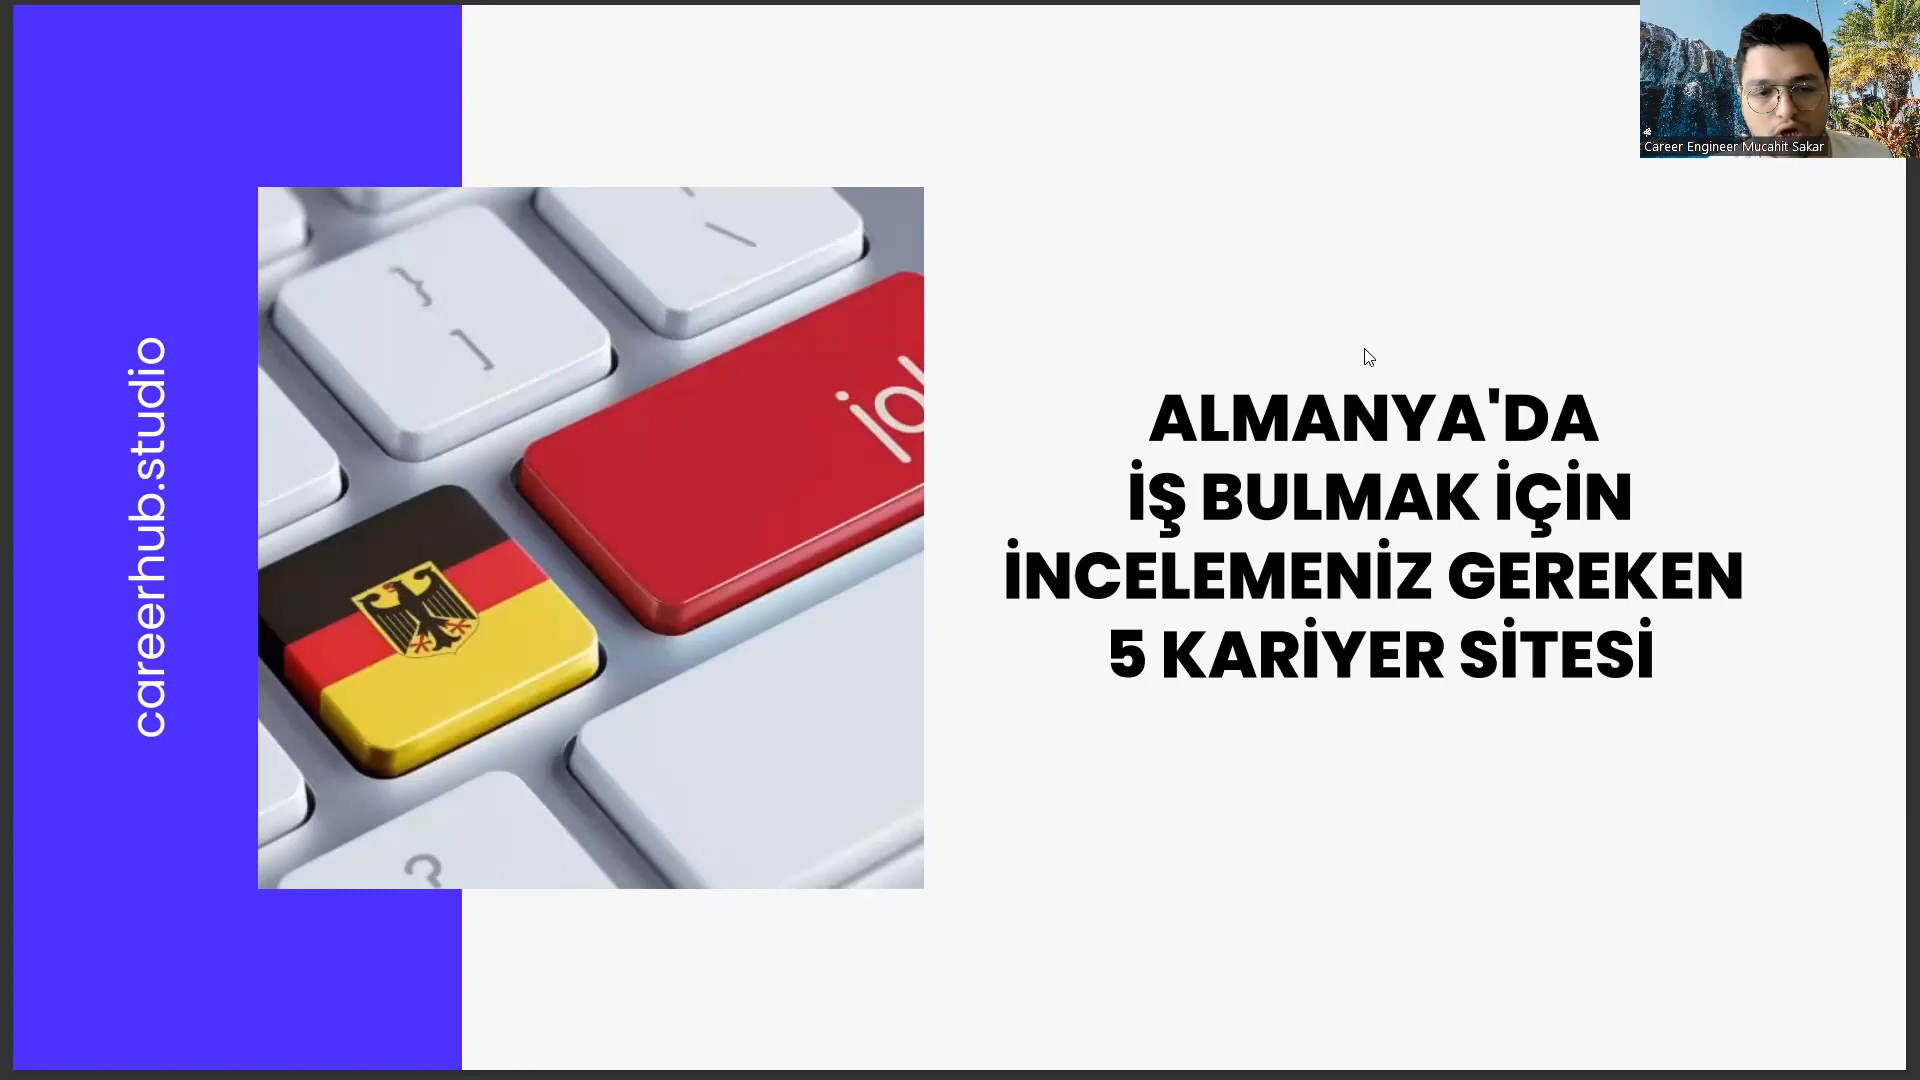 careerhub.studio
ALMANYA'DA
İŞ BULMAK İÇİN
İNCELEMENİZ GEREKEN
5 KARİYER SİTESİ
Career Engineer Mucahit Sakar